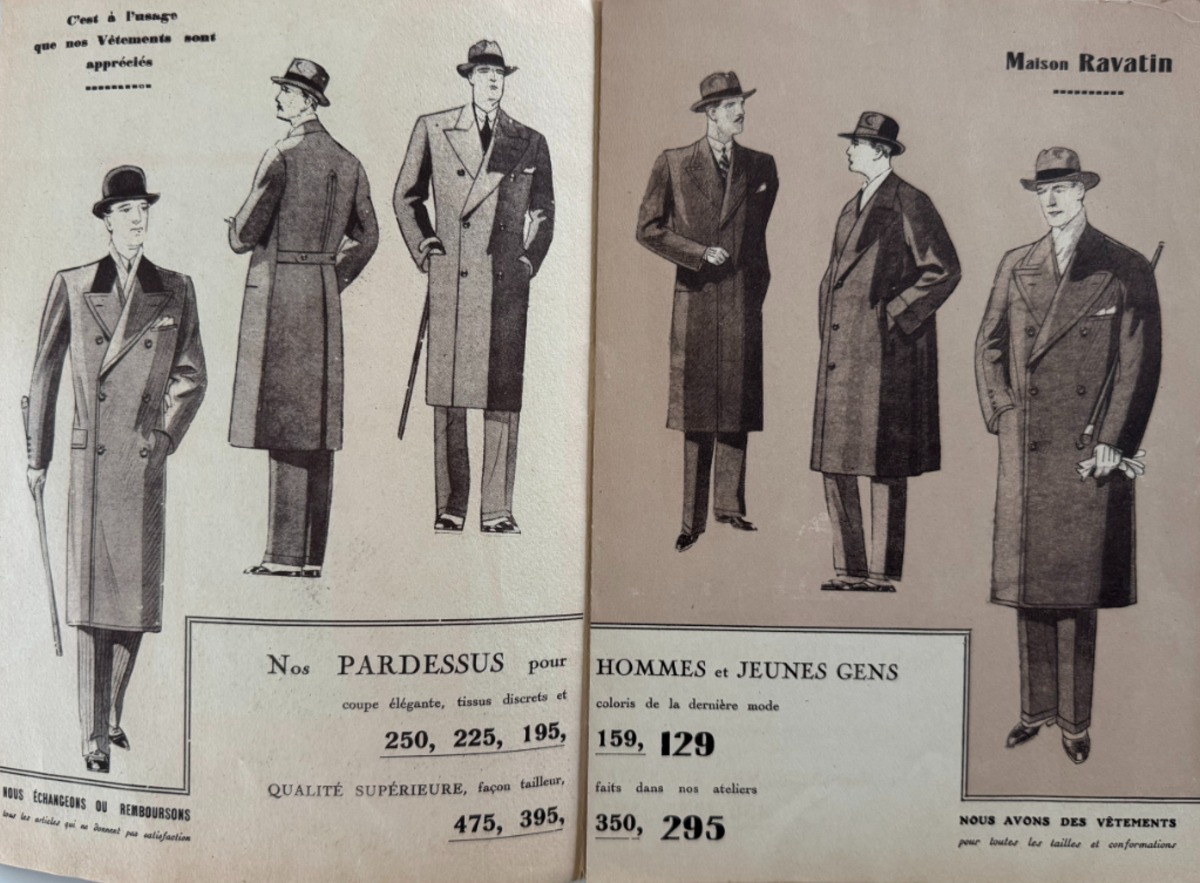 C'est à l'usage
que nos Vêtements sont
appréciés
Maison Ravatin
Nos PARDESSUS pour HOMMES et JEUNES GENS
coupe élégante, tissus discrets et coloris de la dernière mode
250, 225, 195, 159, 129
QUALITÉ SUPÉRIEURE, façon tailleur, faits dans nos ateliers
475, 395, 350, 295
NOUS ÉCHANGEONS OU REMBOURSONS
tous les articles qui ne donnent pas satisfaction
NOUS AVONS DES VÊTEMENTS
pour toutes les tailles et conformations